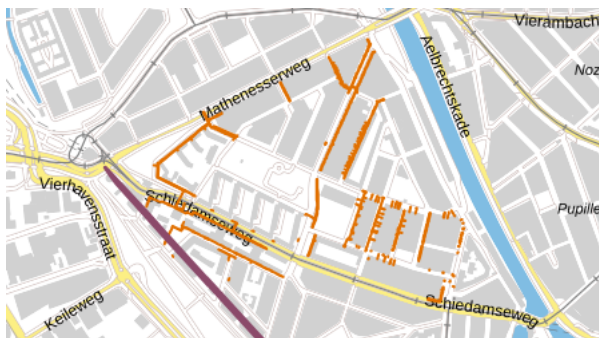 Vierambach
Aelbrechtskade
Noz
Mathenesserweg
Vierhavensstraat
Schiedamseweg
Pupille
Keileweg
Schiedamseweg